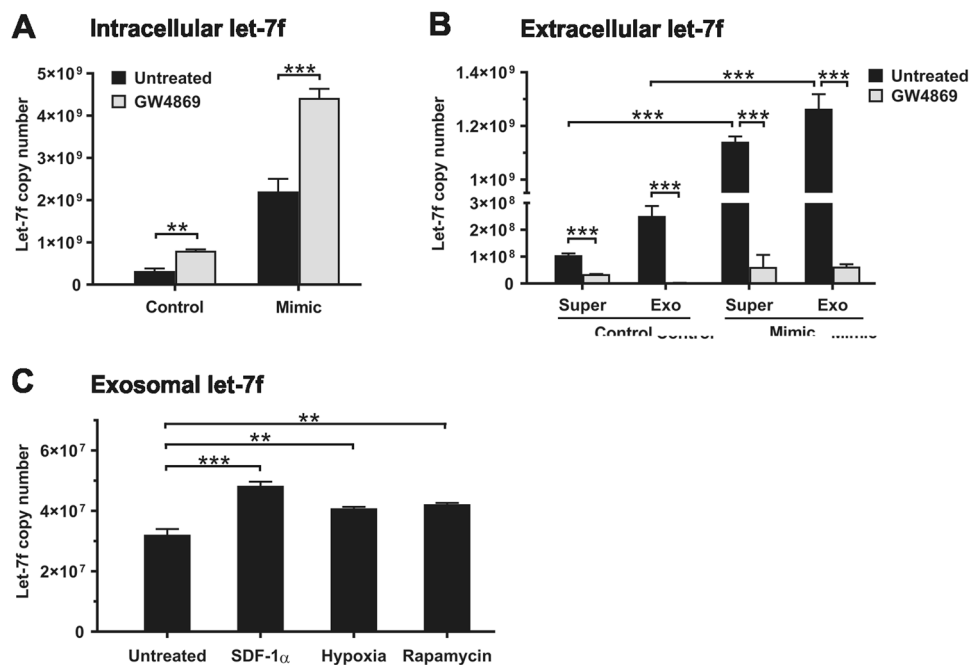 A Intracellular let-7f
Let-7f copy number
5×10⁹
4×10⁹
3×10⁹
2×10⁹
1×10⁹
0
Untreated
GW4869
**
***
Control Mimic
B Extracellular let-7f
Let-7f copy number
1.4×10⁹
1.2×10⁹
1×10⁹
3×10⁸
2×10⁸
1×10⁸
0
Untreated
GW4869
*** ***
*** ***
***
***
Super Exo Super Exo
Control Control Mimic Mimic
C Exosomal let-7f
Let-7f copy number
6×10⁷
4×10⁷
2×10⁷
0
**
**
***
Untreated SDF-1α Hypoxia Rapamycin